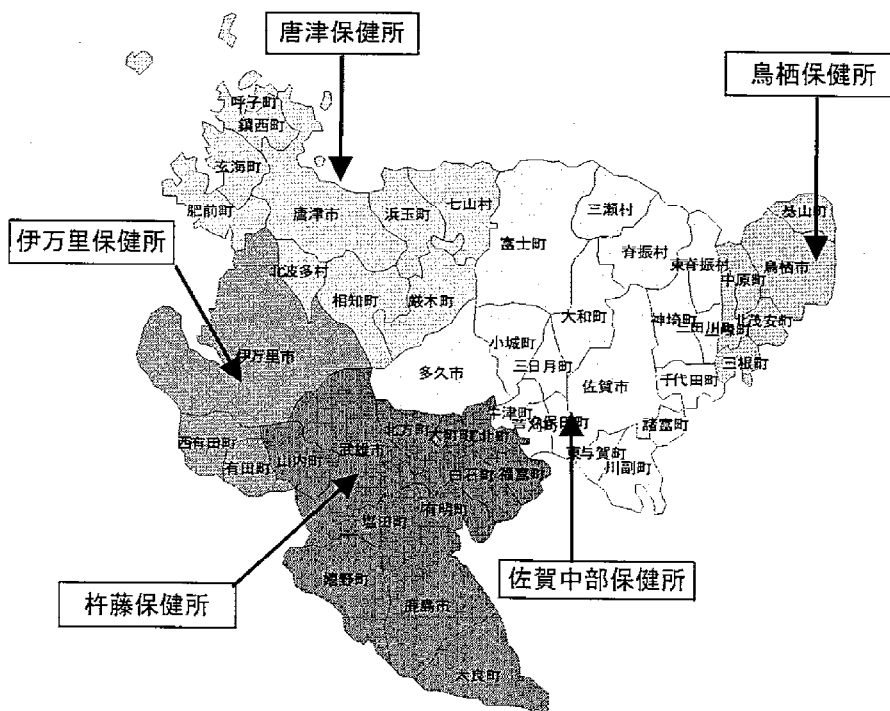 唐津保健所
鳥栖保健所
呼子町
鎮西町
玄海町
肥前町
唐津市
浜玉町
七山村
三瀬村
基山町
伊万里保健所
富士町
脊振村
東脊振村
鳥栖市
中原町
北波多村
相知町
厳木町
大和町
神埼町
三田川町
北茂安町
伊万里市
小城町
三日月町
多久市
佐賀市
千代田町
三根町
牛津町
諸富町
西有田町
有田町
山内町
武雄市
北方町
大町町
江北町
東与賀町
川副町
白石町
福富町
有明町
塩田町
嬉野町
鹿島市
杵藤保健所
佐賀中部保健所
太良町